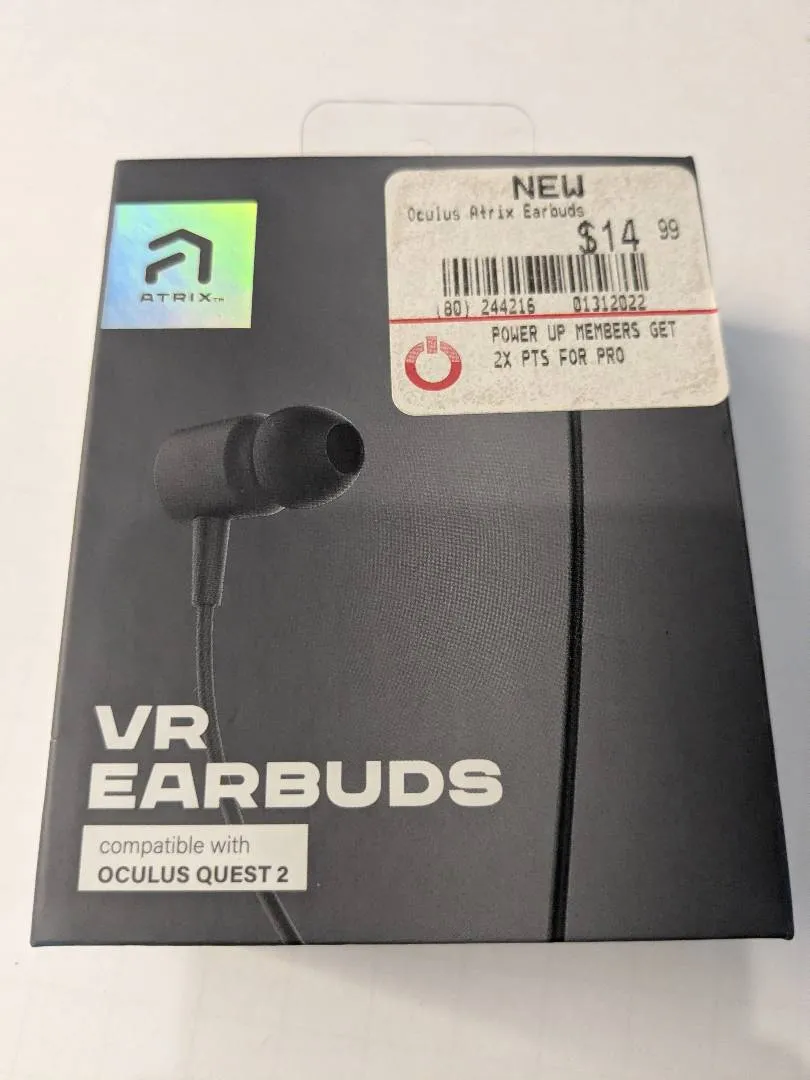 NEW
Oculus Atrix Earbuds
$14 99
(80) 244216 01312022
POWER UP MEMBERS GET
2X PTS FOR PRO
ATRIX™
VR
EARBUDS
compatible with
OCULUS QUEST 2